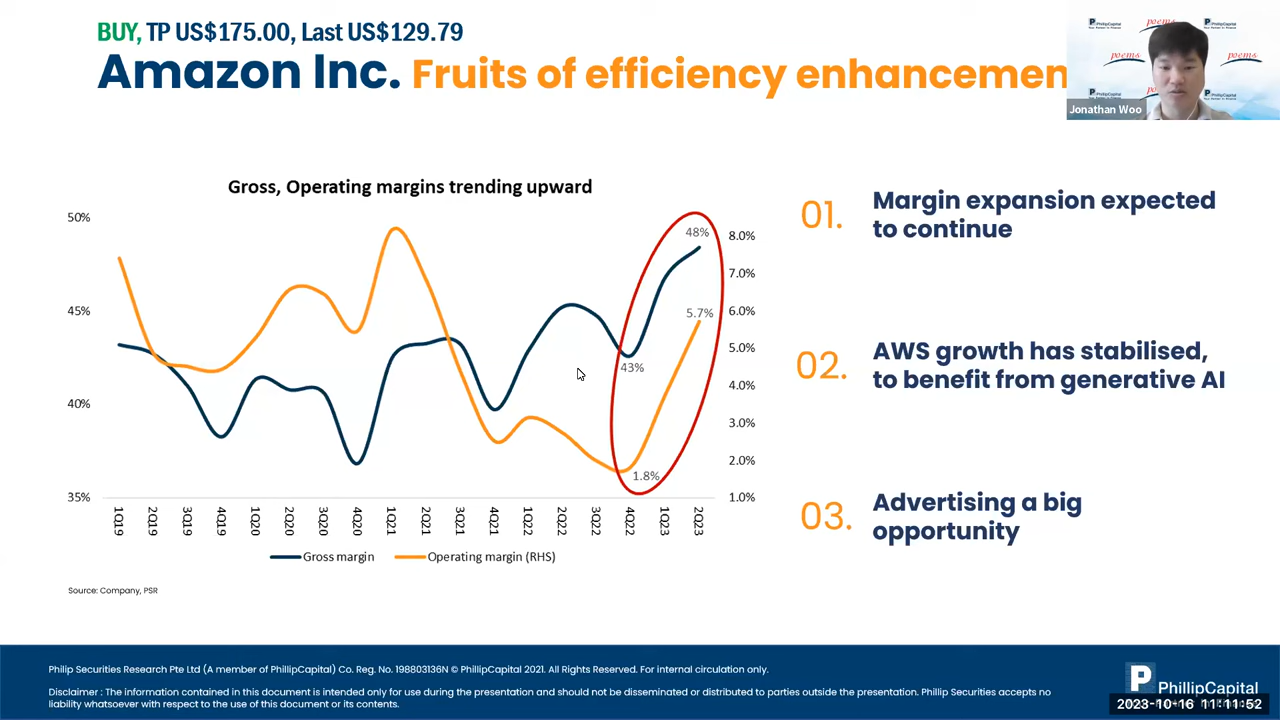 BUY, TP US$175.00, Last US$129.79
Amazon Inc. Fruits of efficiency enhancemen
PhillipCapital
poems
PhillipCapital
poems
poems
PhillipCapital
PhillipCapital
Jonathan Woo
Gross, Operating margins trending upward
50%
45%
40%
35%
8.0%
7.0%
6.0%
5.0%
4.0%
3.0%
2.0%
1.0%
48%
5.7%
43%
1.8%
1Q19
2Q19
3Q19
4Q19
1Q20
2Q20
3Q20
4Q20
1Q21
2Q21
3Q21
4Q21
1Q22
2Q22
3Q22
4Q22
1Q23
2Q23
Gross margin
Operating margin (RHS)
Source: Company, PSR
01.
Margin expansion expected
to continue
02.
AWS growth has stabilised,
to benefit from generative AI
03.
Advertising a big
opportunity
Philip Securities Research Pte Ltd (A member of PhillipCapital) Co. Reg. No. 198803136N © PhillipCapital 2021. All Rights Reserved. For internal circulation only.
Disclaimer : The information contained in this document is intended only for use during the presentation and should not be disseminated or distributed to parties outside the presentation. Phillip Securities accepts no
liability whatsoever with respect to the use of this document or its contents.
PhillipCapital
2023-10-16 11:11:52